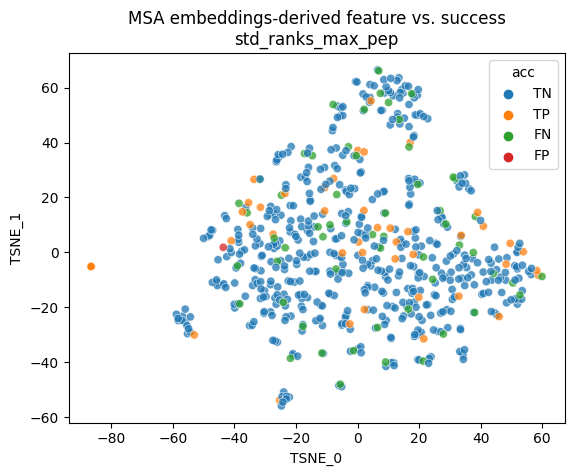 MSA embeddings-derived feature vs. success
std_ranks_max_pep
acc
TN
TP
FN
FP
TSNE_1
60
40
20
0
−20
−40
−60
−80 −60 −40 −20 0 20 40 60
TSNE_0